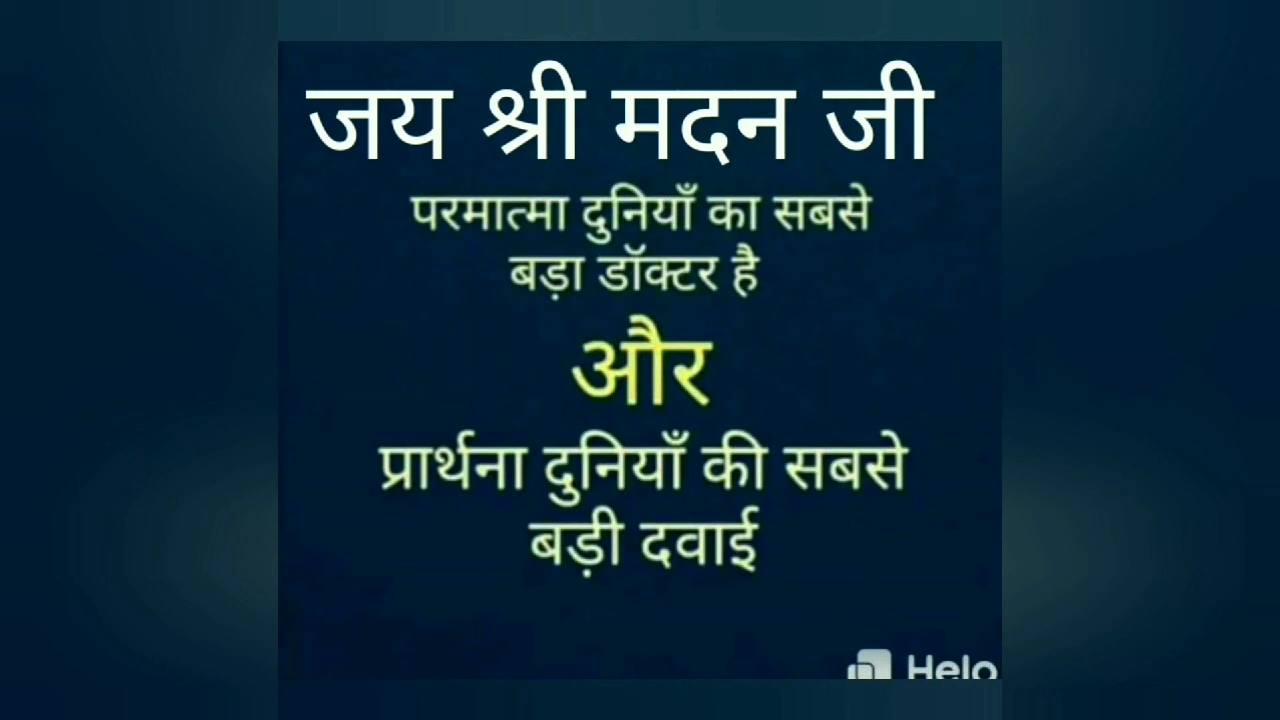 जय श्री मदन जी
परमात्मा दुनियाँ का सबसे
बड़ा डॉक्टर है
और
प्रार्थना दुनियाँ की सबसे
बड़ी दवाई
Helo